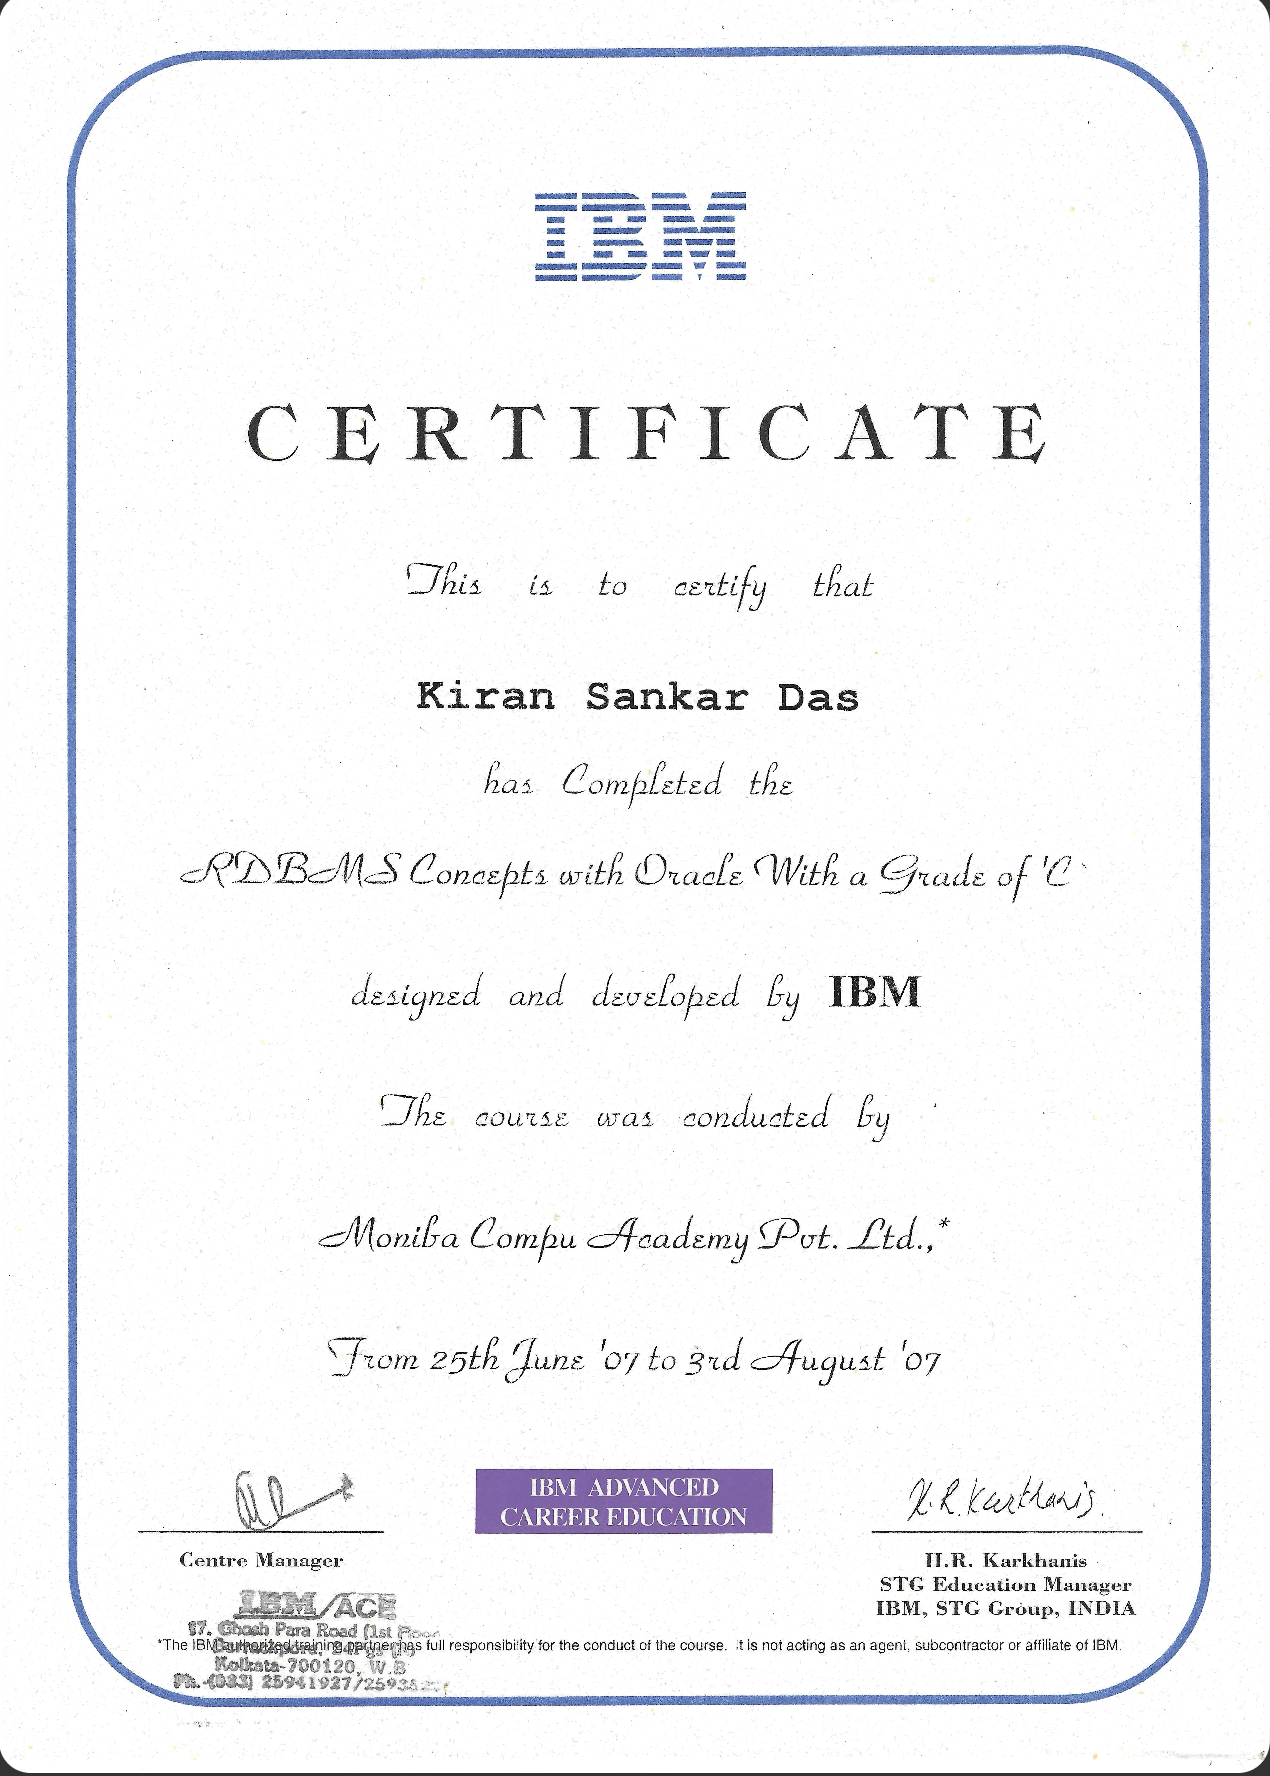 IBM
CERTIFICATE
This is to certify that
Kiran Sankar Das
has Completed the
RDBMS Concepts with Oracle With a Grade of 'C'
designed and developed by IBM
The course was conducted by
Moniba Compu Academy Pvt. Ltd.,*
From 25th June '07 to 3rd August '07
IBM ADVANCED
CAREER EDUCATION
H.R. Karkhanis
Centre Manager
H.R. Karkhanis
STG Education Manager
IBM, STG Group, INDIA
IBM/ACE
87, Ghosh Para Road (1st Floor
*The IBM authorized training partner has full responsibility for the conduct of the course. It is not acting as an agent, subcontractor or affiliate of IBM.
Kolkata-700120, W.B
Ph.-(033) 25941927/